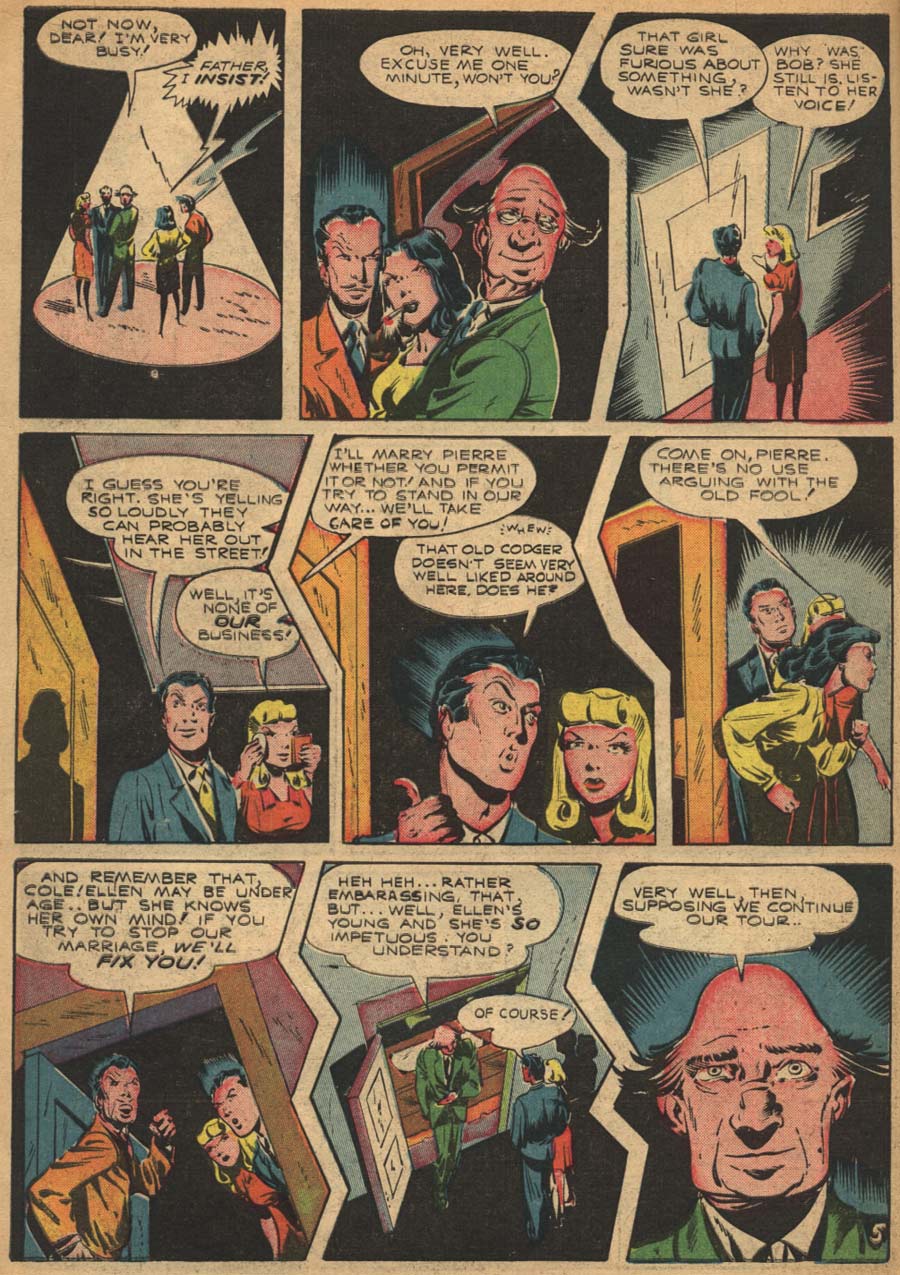 NOT NOW,
DEAR! I'M VERY
BUSY!
FATHER,
I INSIST!
OH, VERY WELL.
EXCUSE ME ONE
MINUTE, WON'T YOU?
THAT GIRL
SURE WAS
FURIOUS ABOUT
SOMETHING,
WASN'T SHE?
WHY "WAS,"
BOB? SHE
STILL IS. LIS-
TEN TO HER
VOICE!
I GUESS YOU'RE
RIGHT. SHE'S YELLING
SO LOUDLY THEY
CAN PROBABLY
HEAR HER OUT
IN THE STREET!
WELL, IT'S
NONE OF
OUR
BUSINESS!
I'LL MARRY PIERRE
WHETHER YOU PERMIT
IT OR NOT! AND IF YOU
TRY TO STAND IN OUR
WAY... WE'LL TAKE
CARE OF YOU!
WHEW
THAT OLD CODGER
DOESN'T SEEM VERY
WELL LIKED AROUND
HERE, DOES HE?
COME ON, PIERRE.
THERE'S NO USE
ARGUING WITH THE
OLD FOOL!
AND REMEMBER THAT,
COLE! ELLEN MAY BE UNDER
AGE.. BUT SHE KNOWS
HER OWN MIND! IF YOU
TRY TO STOP OUR
MARRIAGE, WE'LL
FIX YOU!
HEH HEH... RATHER
EMBARASSING, THAT,
BUT... WELL, ELLEN'S
YOUNG AND SHE'S SO
IMPETUOUS. YOU
UNDERSTAND?
OF COURSE!
VERY WELL, THEN,
SUPPOSING WE CONTINUE
OUR TOUR..
5